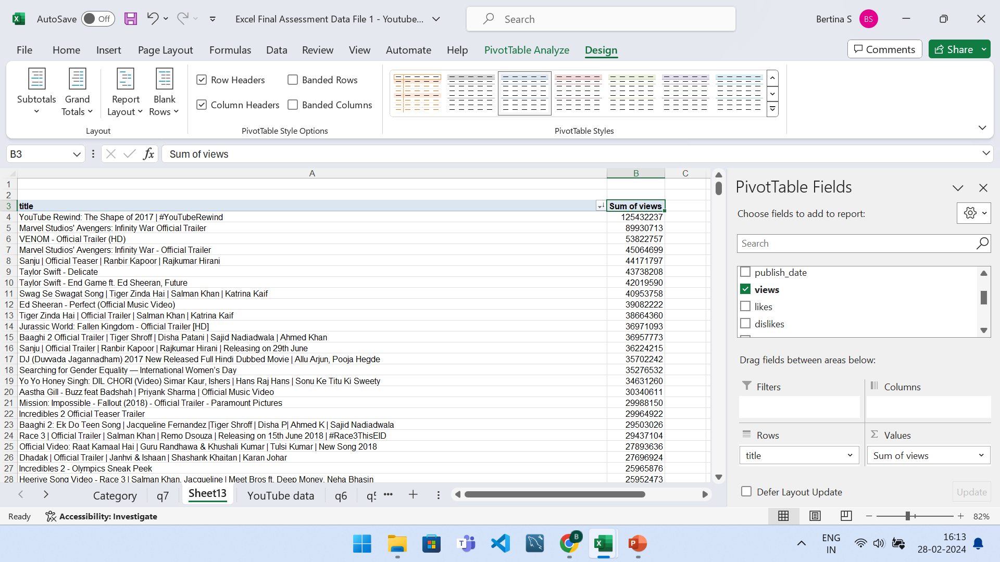 AutoSave Off Excel Final Assessment Data File 1 - Youtube... Search Bertina S BS
File Home Insert Page Layout Formulas Data Review View Automate Help PivotTable Analyze Design Comments Share
Subtotals Grand Totals Report Layout Blank Rows
Row Headers Banded Rows
Column Headers Banded Columns
Layout PivotTable Style Options PivotTable Styles
B3 fx Sum of views
A B C
1
2
3 title Sum of views
4 YouTube Rewind: The Shape of 2017 | #YouTubeRewind 125432237
5 Marvel Studios' Avengers: Infinity War Official Trailer 89930713
6 VENOM - Official Trailer (HD) 53822757
7 Marvel Studios' Avengers: Infinity War - Official Trailer 45064699
8 Sanju | Official Teaser | Ranbir Kapoor | Rajkumar Hirani 44171797
9 Taylor Swift - Delicate 43738208
10 Taylor Swift - End Game ft. Ed Sheeran, Future 42019590
11 Swag Se Swagat Song | Tiger Zinda Hai | Salman Khan | Katrina Kaif 40953758
12 Ed Sheeran - Perfect (Official Music Video) 39082222
13 Tiger Zinda Hai | Official Trailer | Salman Khan | Katrina Kaif 38664360
14 Jurassic World: Fallen Kingdom - Official Trailer [HD] 36971093
15 Baaghi 2 Official Trailer | Tiger Shroff | Disha Patani | Sajid Nadiadwala | Ahmed Khan 36957773
16 Sanju | Official Trailer | Ranbir Kapoor | Rajkumar Hirani | Releasing on 29th June 36224215
17 DJ (Duvvada Jagannadham) 2017 New Released Full Hindi Dubbed Movie | Allu Arjun, Pooja Hegde 35702242
18 Searching for Gender Equality — International Women’s Day 35276532
19 Yo Yo Honey Singh: DIL CHORI (Video) Simar Kaur, Ishers | Hans Raj Hans | Sonu Ke Titu Ki Sweety 34631260
20 Aastha Gill - Buzz feat Badshah | Priyank Sharma | Official Music Video 30340611
21 Mission: Impossible - Fallout (2018) - Official Trailer - Paramount Pictures 29988150
22 Incredibles 2 Official Teaser Trailer 29964922
23 Baaghi 2: Ek Do Teen Song | Jacqueline Fernandez |Tiger Shroff | Disha P| Ahmed K | Sajid Nadiadwala 29503026
24 Race 3 | Official Trailer | Salman Khan | Remo Dsouza | Releasing on 15th June 2018 | #Race3ThisEID 29437104
25 Official Video: Raat Kamaal Hai | Guru Randhawa & Khushali Kumar | Tulsi Kumar | New Song 2018 27893636
26 Dhadak | Official Trailer | Janhvi & Ishaan | Shashank Khaitan | Karan Johar 27696924
27 Incredibles 2 - Olympics Sneak Peek 25965876
28 Heeriye Song Video - Race 3 | Salman Khan, Jacqueline | Meet Bros ft. Deep Money, Neha Bhasin 25952473
PivotTable Fields
Choose fields to add to report:
Search
publish_date
views
likes
dislikes
Drag fields between areas below:
Filters Columns
Rows Values
title Sum of views
Defer Layout Update Update
Category q7 Sheet13 YouTube data q6 q5 ...
Ready Accessibility: Investigate 82%
ENG
IN
16:13
28-02-2024